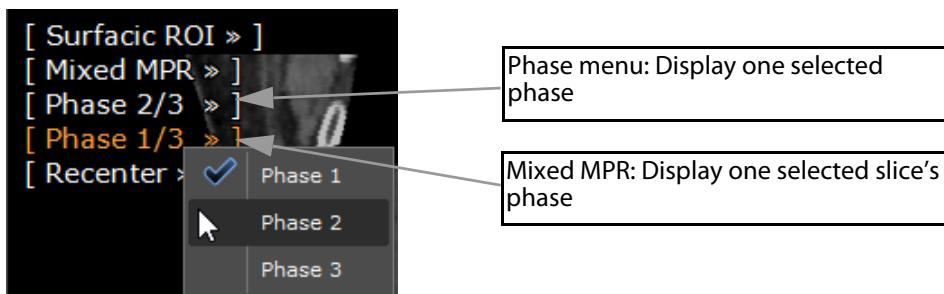 [ Surfacic ROI » ]
[ Mixed MPR » ]
[ Phase 2/3 » ]
[ Phase 1/3 » ]
[ Recenter »
Phase 1
Phase 2
Phase 3
Phase menu: Display one selected
phase
Mixed MPR: Display one selected slice’s
phase